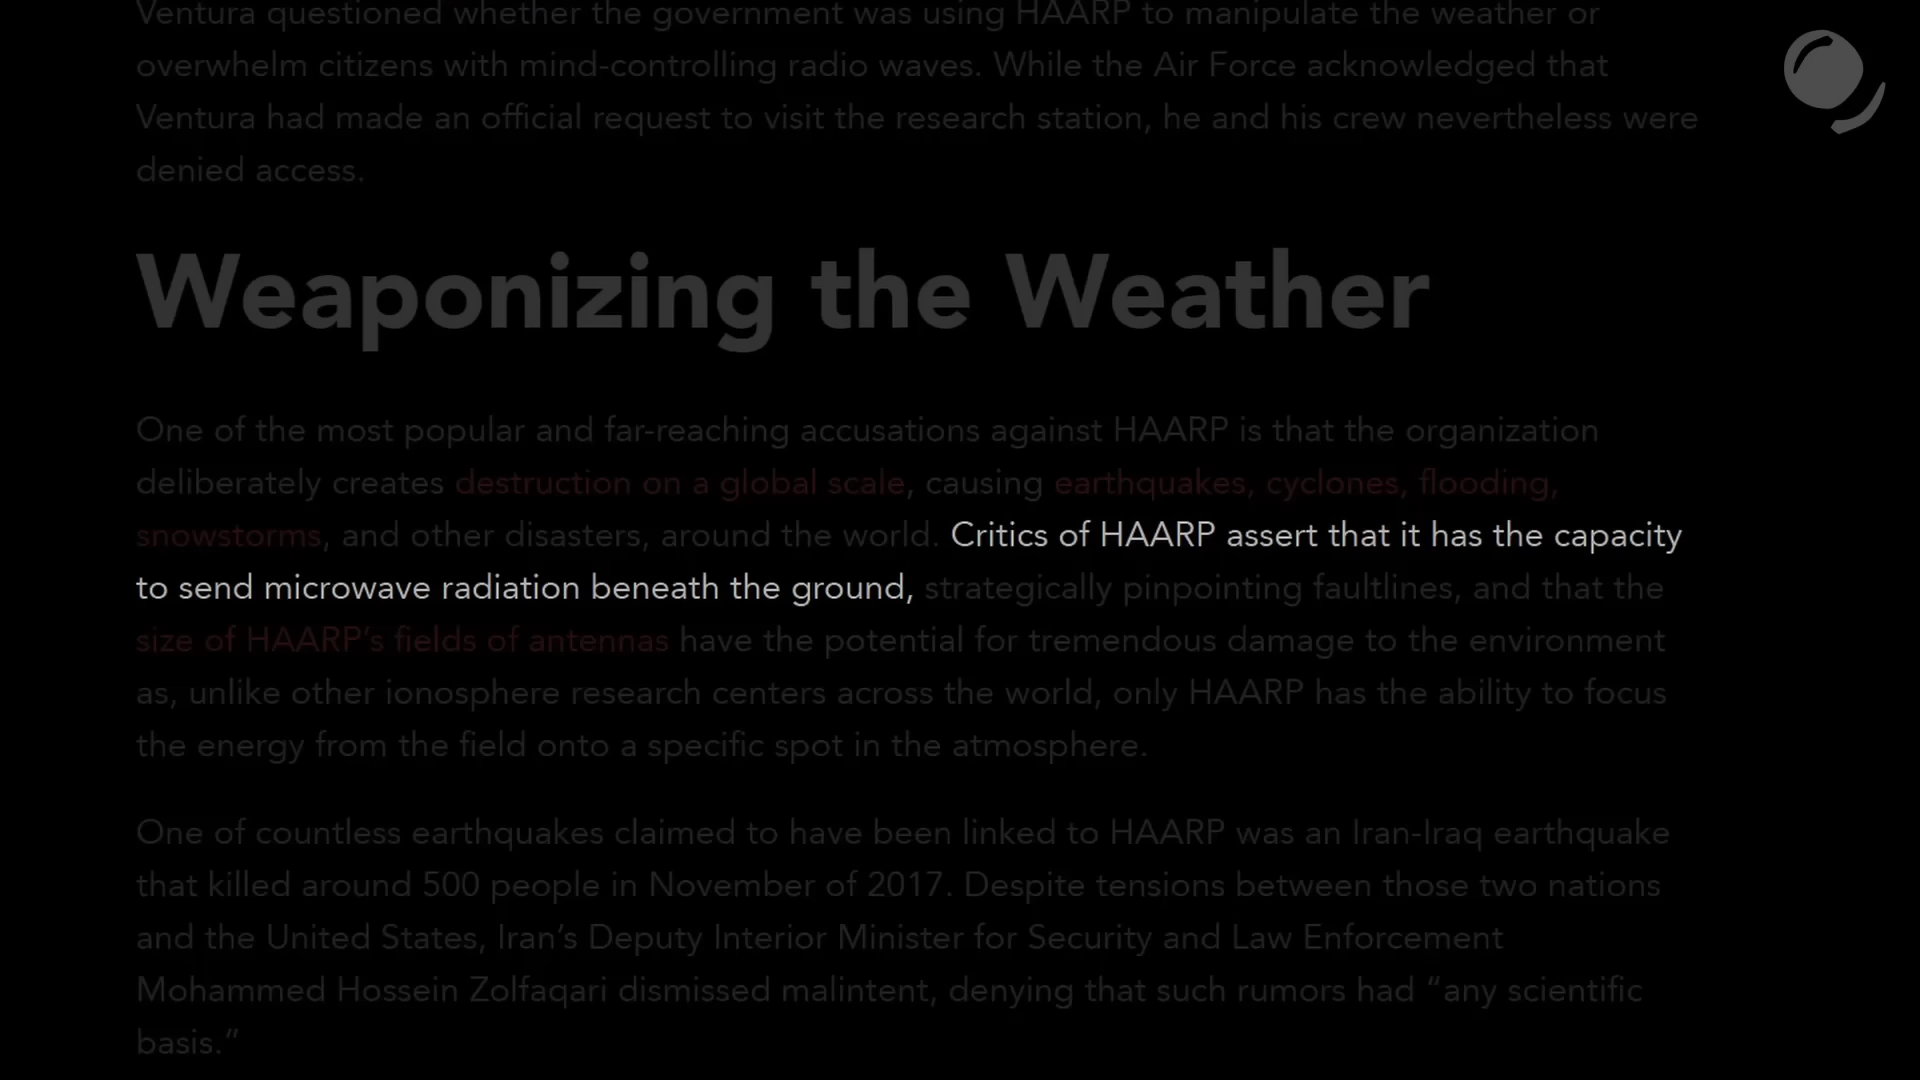 Ventura questioned whether the government was using HAARP to manipulate the weather or
overwhelm citizens with mind-controlling radio waves. While the Air Force acknowledged that
Ventura had made an official request to visit the research station, he and his crew nevertheless were
denied access.
Weaponizing the Weather
One of the most popular and far-reaching accusations against HAARP is that the organization
deliberately creates destruction on a global scale, causing earthquakes, cyclones, flooding,
snowstorms, and other disasters, around the world. Critics of HAARP assert that it has the capacity
to send microwave radiation beneath the ground, strategically pinpointing faultlines, and that the
size of HAARP’s fields of antennas have the potential for tremendous damage to the environment
as, unlike other ionosphere research centers across the world, only HAARP has the ability to focus
the energy from the field onto a specific spot in the atmosphere.
One of countless earthquakes claimed to have been linked to HAARP was an Iran-Iraq earthquake
that killed around 500 people in November of 2017. Despite tensions between those two nations
and the United States, Iran’s Deputy Interior Minister for Security and Law Enforcement
Mohammed Hossein Zolfaqari dismissed malintent, denying that such rumors had “any scientific
basis.”